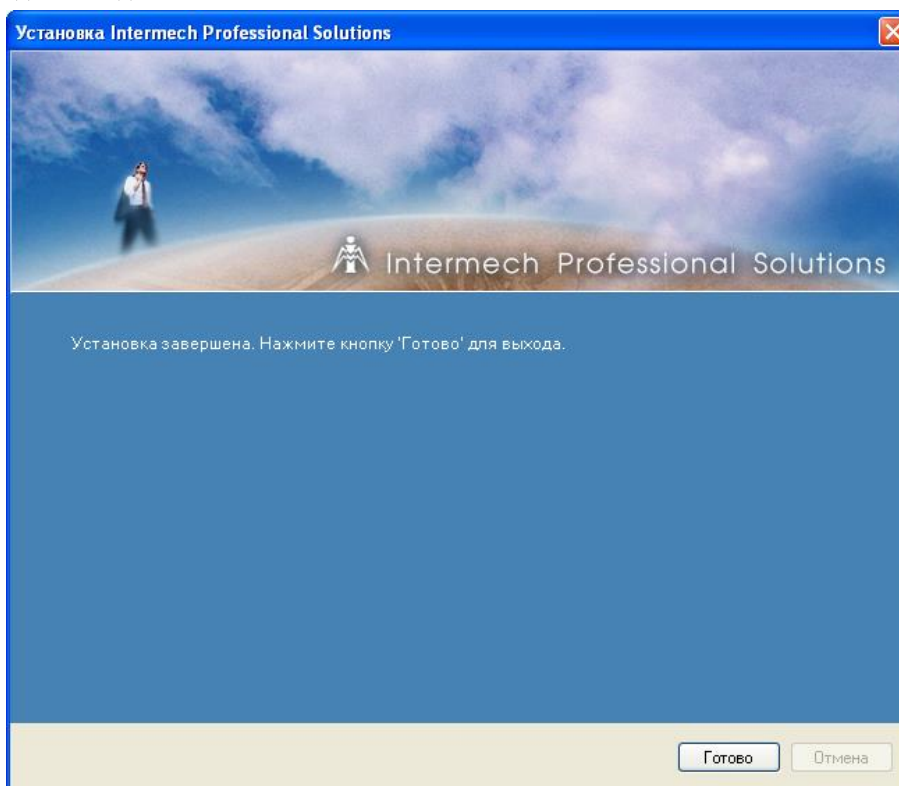 Установка Intermech Professional Solutions
Intermech Professional Solutions
Установка завершена. Нажмите кнопку 'Готово' для выхода.
Готово
Отмена